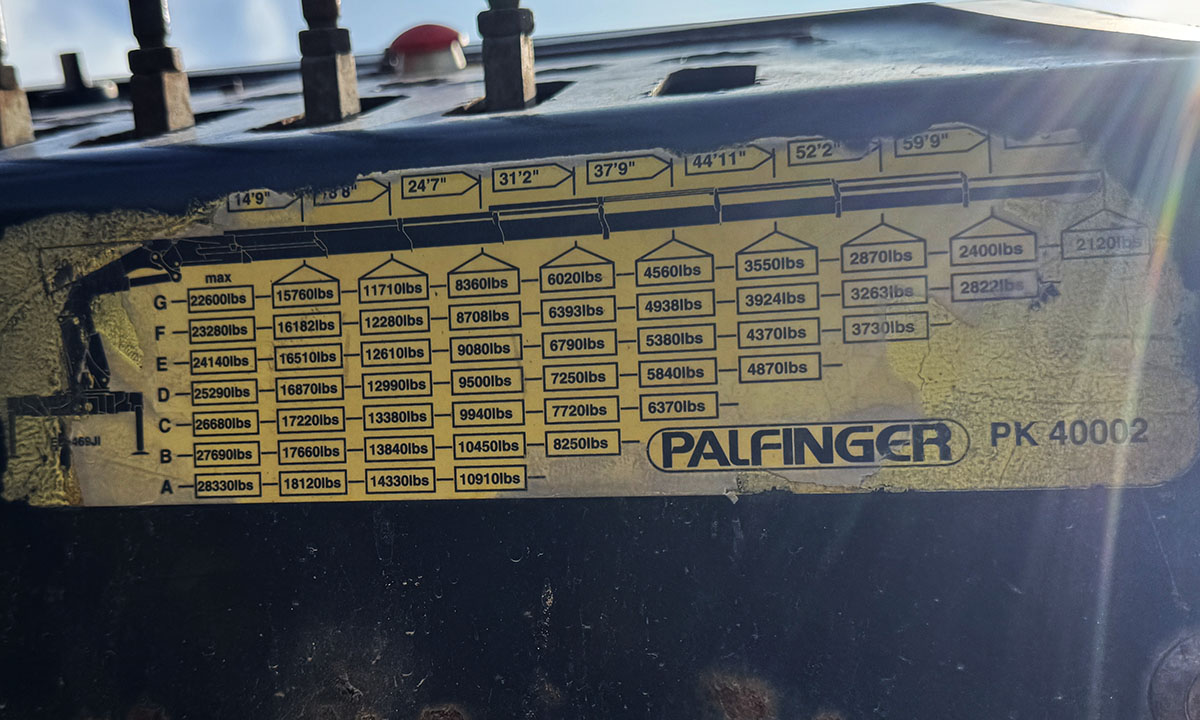 14'9" 18'8" 24'7" 31'2" 37'9" 44'11" 52'2" 59'9"
max
G 22600lbs 15760lbs 11710lbs 8360lbs 6020lbs 4560lbs 3550lbs 2870lbs 2400lbs 2120lbs
F 23280lbs 16182lbs 12280lbs 8708lbs 6393lbs 4938lbs 3924lbs 3263lbs 2822lbs
E 24140lbs 16510lbs 12610lbs 9080lbs 6790lbs 5380lbs 4370lbs 3730lbs
D 25290lbs 16870lbs 12990lbs 9500lbs 7250lbs 5840lbs 4870lbs
C 26680lbs 17220lbs 13380lbs 9940lbs 7720lbs 6370lbs
B 27690lbs 17660lbs 13840lbs 10450lbs 8250lbs
A 28330lbs 18120lbs 14330lbs 10910lbs
PALFINGER PK 40002